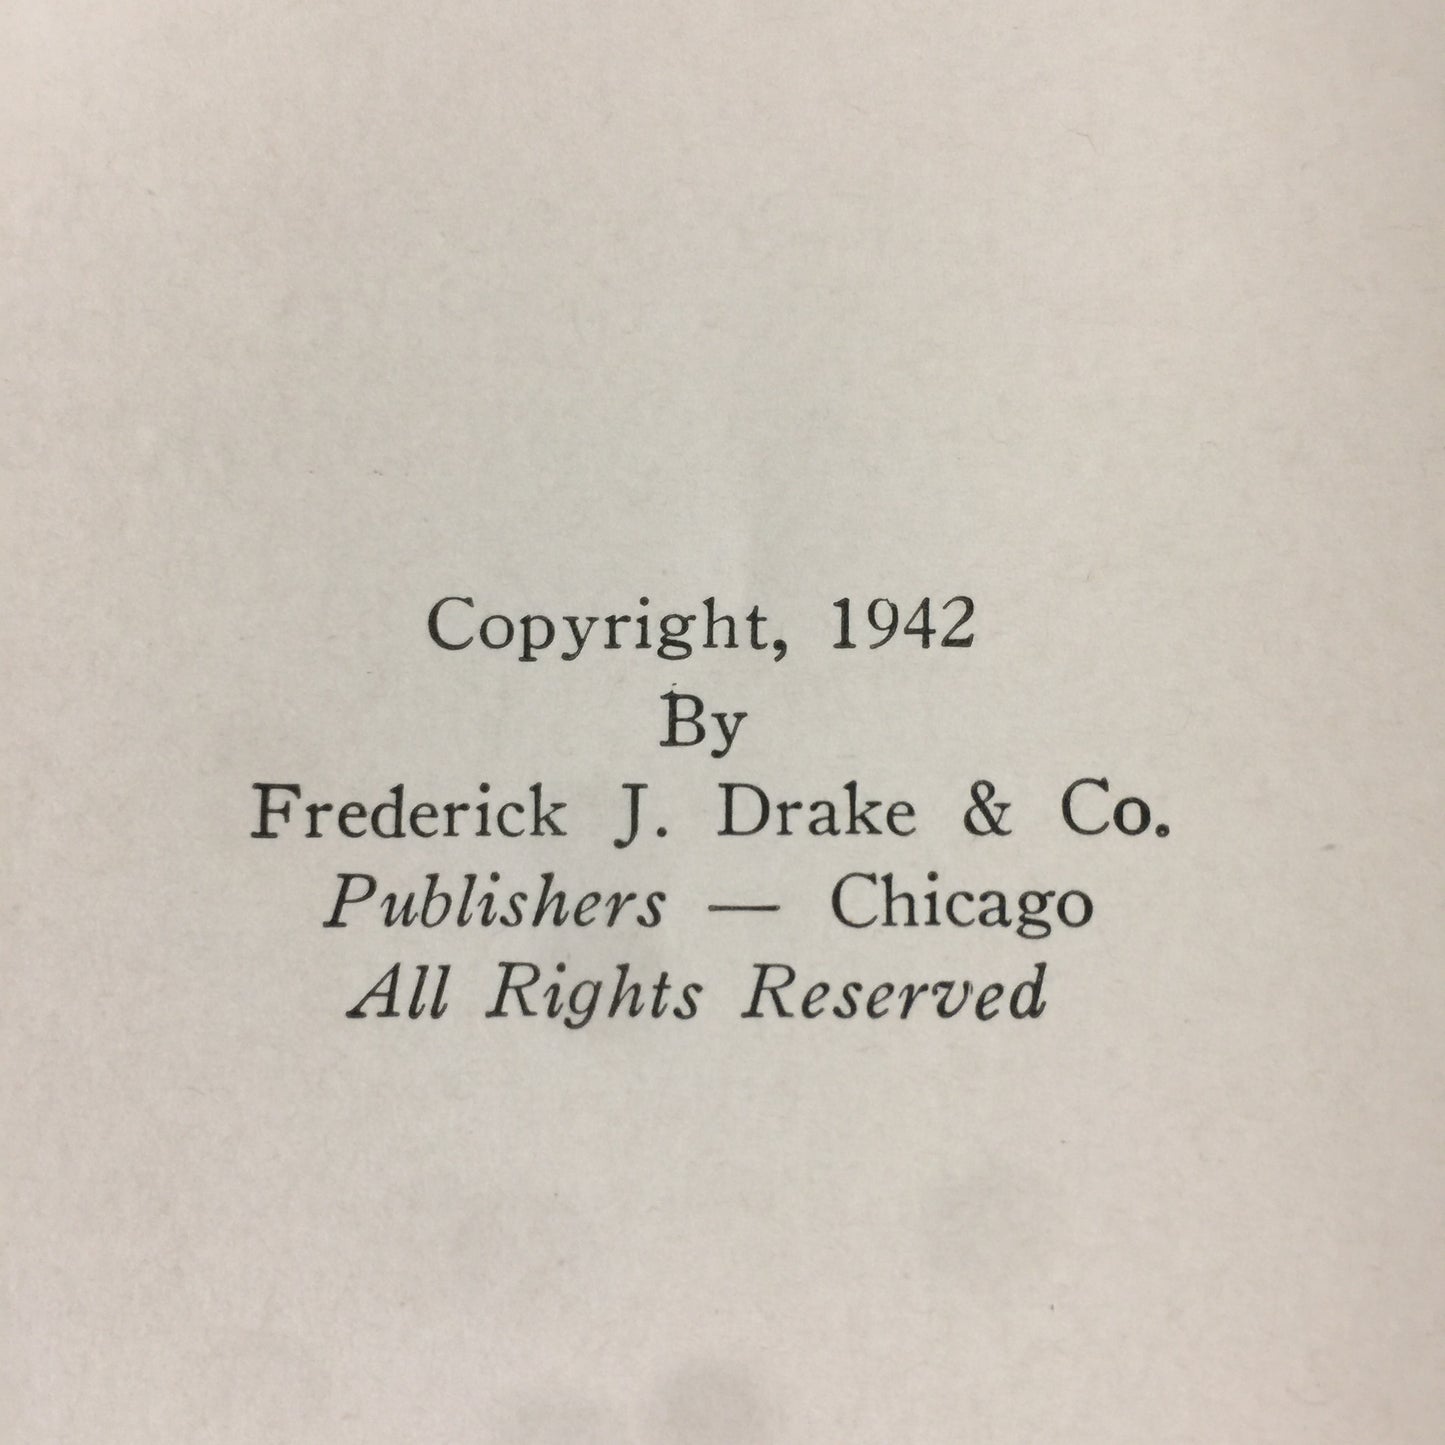 Copyright, 1942
By
Frederick J. Drake & Co.
Publishers — Chicago
All Rights Reserved